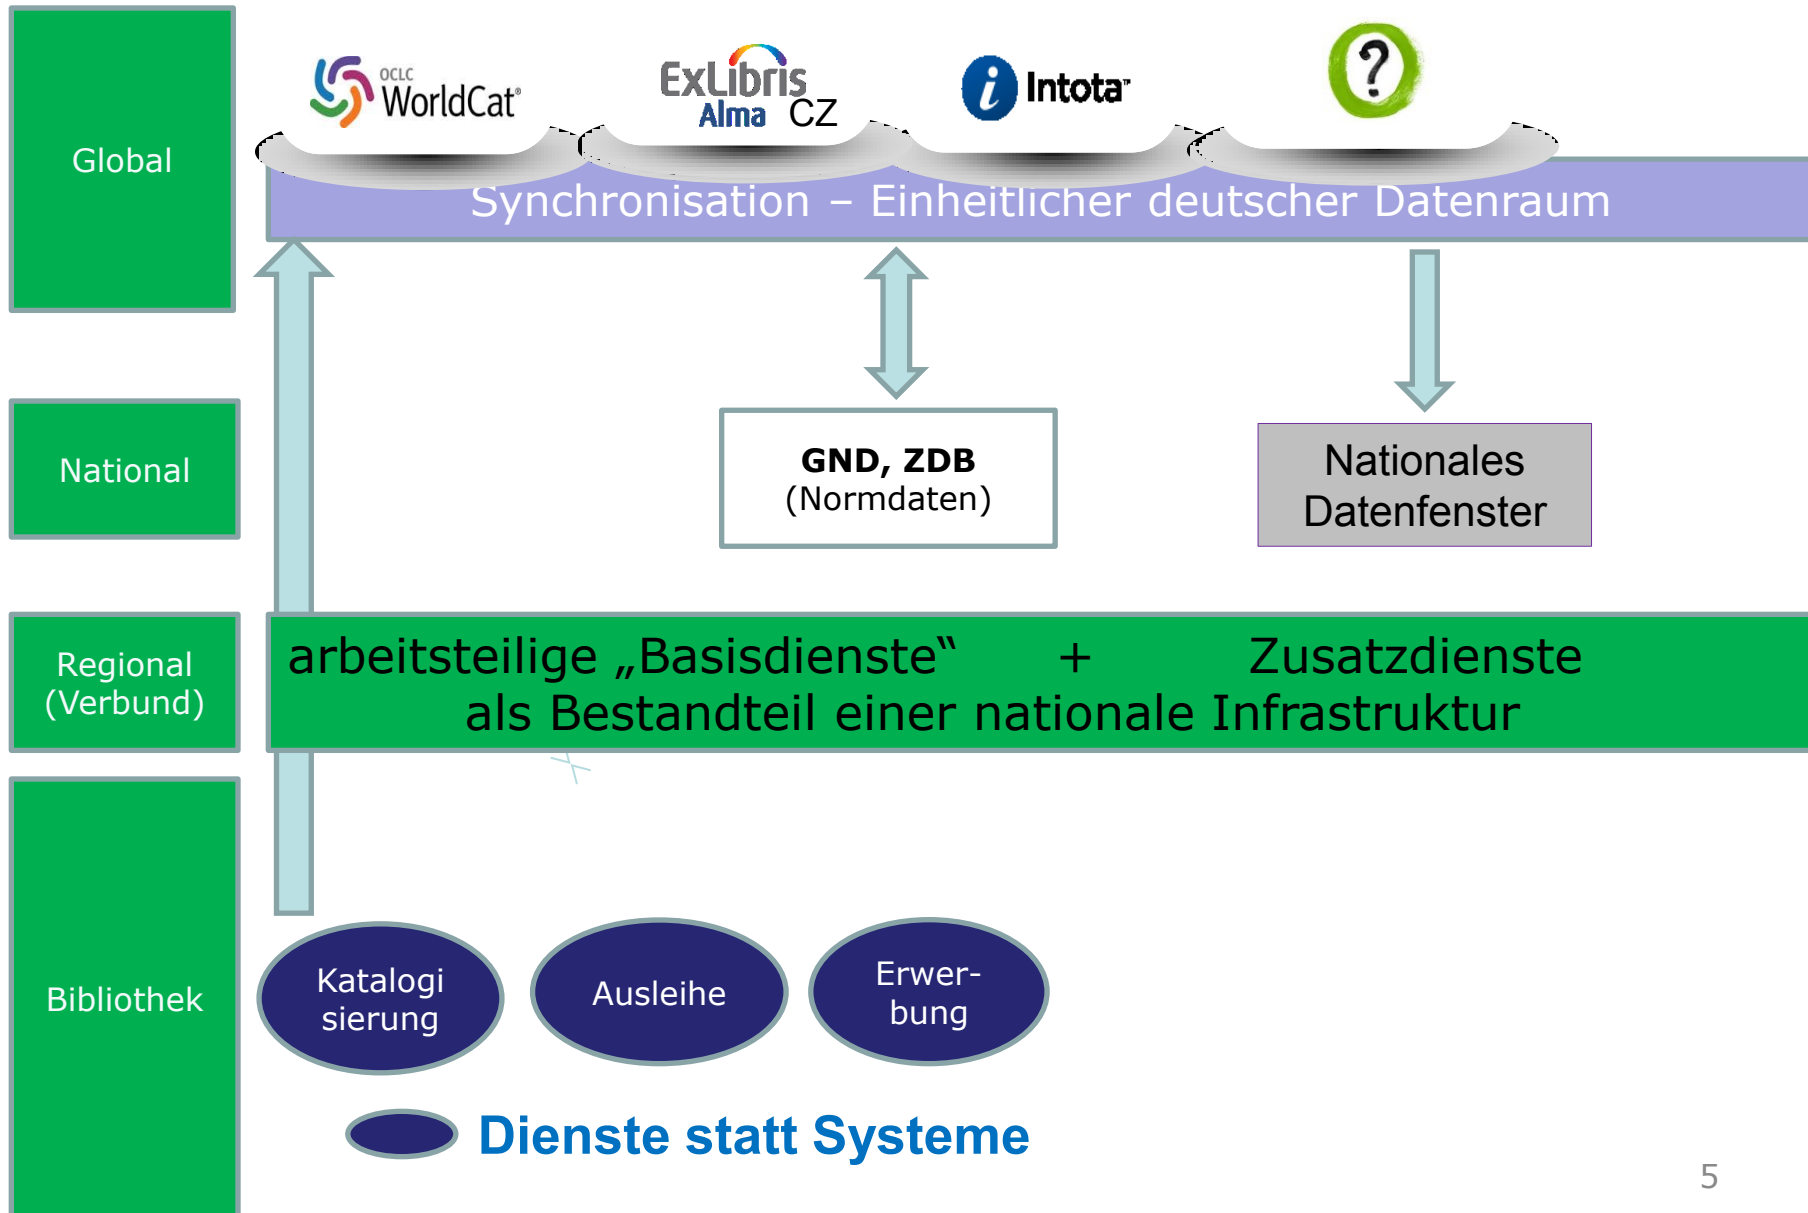 OCLC
WorldCat®
ExLibris
Alma CZ
i Intota™
?
Global
Synchronisation – Einheitlicher deutscher Datenraum
National
GND, ZDB
(Normdaten)
Nationales
Datenfenster
Regional
(Verbund)
arbeitsteilige „Basisdienste“ + Zusatzdienste
als Bestandteil einer nationale Infrastruktur
X
Bibliothek
Katalogi
sierung
Ausleihe
Erwer-
bung
Dienste statt Systeme
5